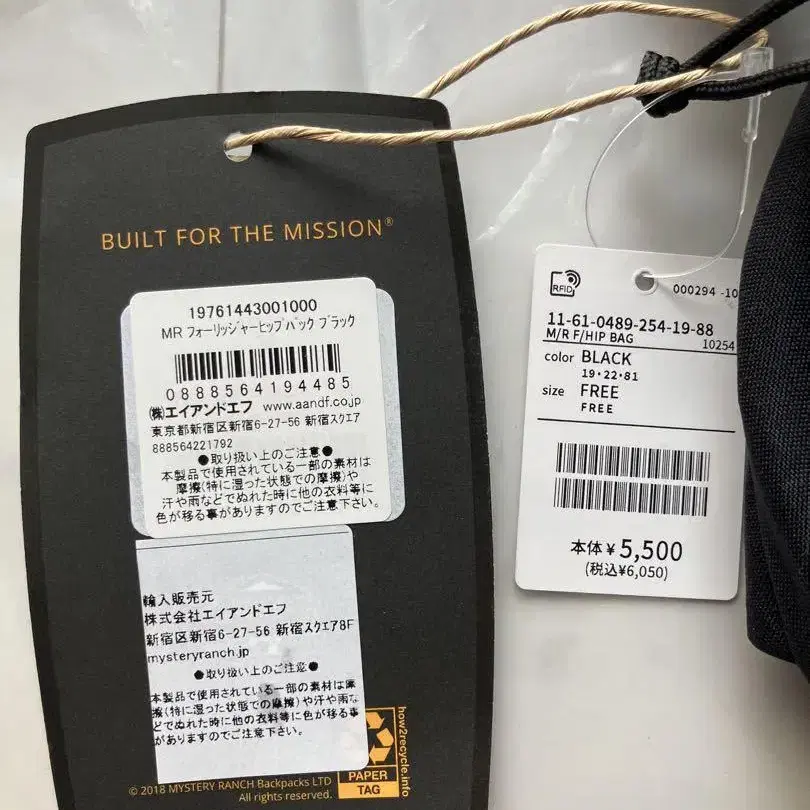 BUILT FOR THE MISSION®
19761443001000
MR フォーリッジャーヒップパック ブラック
0888564194485
㈱エイアンドエフ www.aandf.co.jp
東京都新宿区新宿6-27-56 新宿スクエア
888564221792
●取り扱い上のご注意●
本製品で使用されている一部の素材は
摩擦(特に湿った状態での摩擦)や
汗や雨などでぬれた時に他の衣料等に
色が移る事がありますのでご注意下さい。
輸入販売元
株式会社エイアンドエフ
新宿区新宿6-27-56 新宿スクエア8F
mysteryranch.jp
●取り扱い上のご注意●
本製品で使用されている一部の素材は摩
擦(特に湿った状態での摩擦)や汗や雨な
どでぬれた時に他の衣料等に色が移る事
がありますのでご注意下さい。
how2recycle.info
PAPER
TAG
© 2018 MYSTERY RANCH Backpacks LTD
All rights reserved.
RFID
000294 -10
11-61-0489-254-19-88
M/R F/HIP BAG
10254
color BLACK
19・22・81
size FREE
FREE
本体¥5,500
(税込¥6,050)